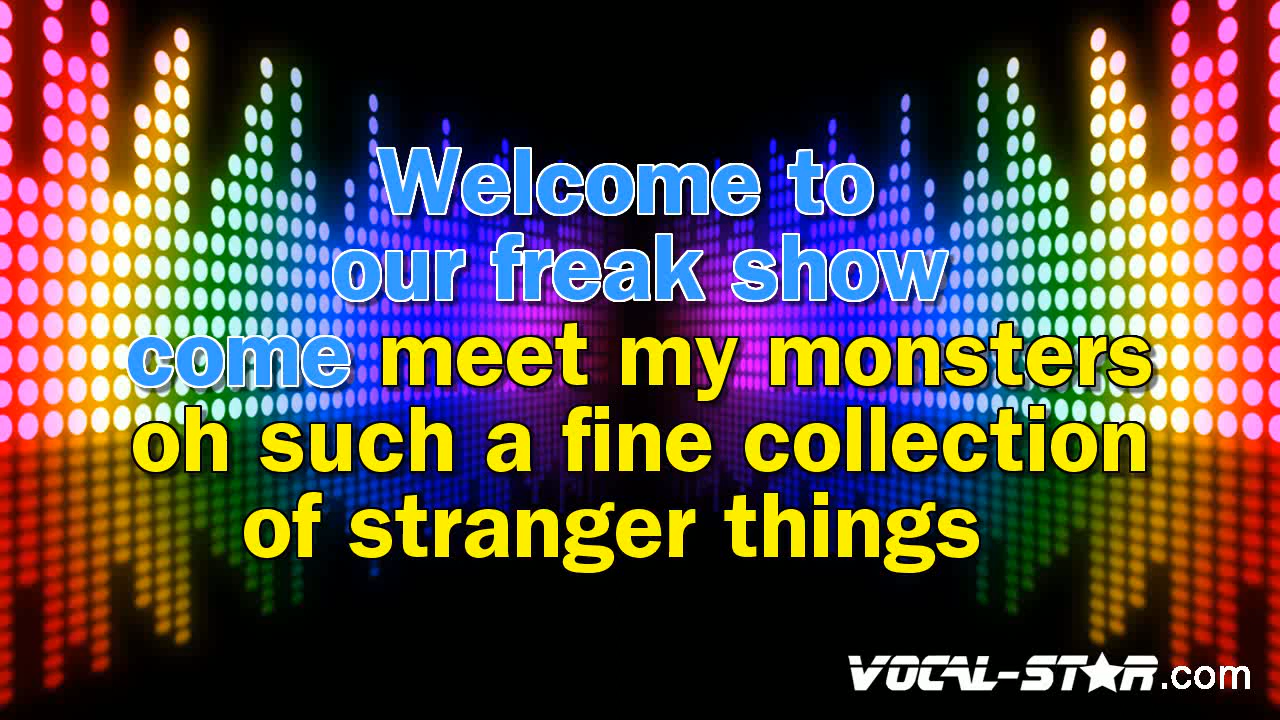 Welcome to
our freak show
come meet my monsters
oh such a fine collection
of stranger things
VOCAL-STAR.com